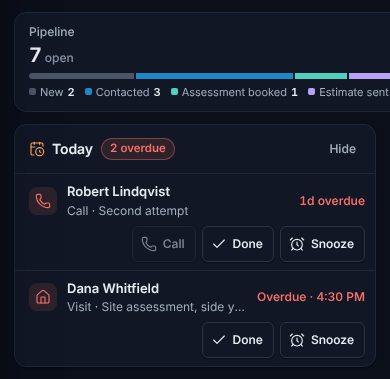 Pipeline
7 open
New 2 Contacted 3 Assessment booked 1 Estimate sent
Today 2 overdue Hide
Robert Lindqvist 1d overdue
Call · Second attempt
Call Done Snooze
Dana Whitfield Overdue · 4:30 PM
Visit · Site assessment, side y...
Done Snooze